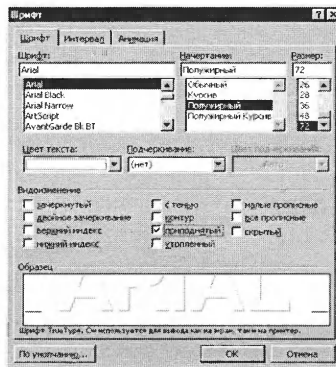 Шрифт
Шрифт Интервал Анимация
Шрифт: Начертание: Размер:
Arial Полужирный 72
Arial Обычный 26
Arial Black Курсив 28
Arial Narrow Полужирный 36
ArtScript Полужирный Курсив 48
AvantGarde Bk BT 72
Цвет текста: Подчеркивание: Цвет подчеркивания:
(нет) Авто
Видоизменение
зачеркнутый с тенью малые прописные
двойное зачеркивание контур все прописные
верхний индекс приподнятый скрытый
нижний индекс утопленный
Образец
ARIAL
Шрифт TrueType. Он используется для вывода как на экран, так и на принтер.
По умолчанию... ОК Отмена